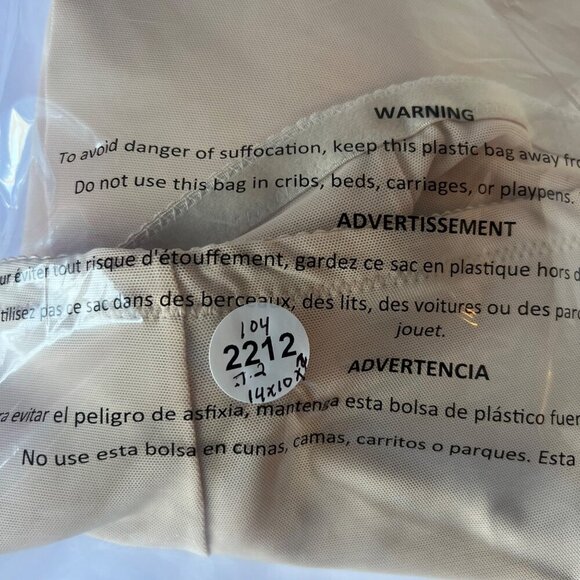 WARNING
To avoid danger of suffocation, keep this plastic bag away fro
Do not use this bag in cribs, beds, carriages, or playpens.
ADVERTISSEMENT
ur éviter tout risque d'étouffement, gardez ce sac en plastique hors d
tilisez pas ce sac dans des berceaux, des lits, des voitures ou des parc
jouet.
104
2212
7.2
14x10x2
ADVERTENCIA
ra evitar el peligro de asfixia, mantenga esta bolsa de plástico fuer
No use esta bolsa en cunas, camas, carritos o parques. Esta